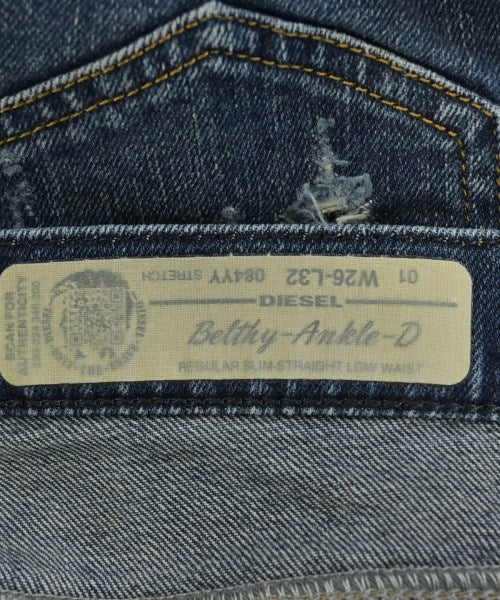 SCAN FOR
AUTHENTICITY
01 W26-L32 084YY STRETCH
DIESEL
Belthy-Ankle-D
REGULAR SLIM-STRAIGHT LOW WAIST